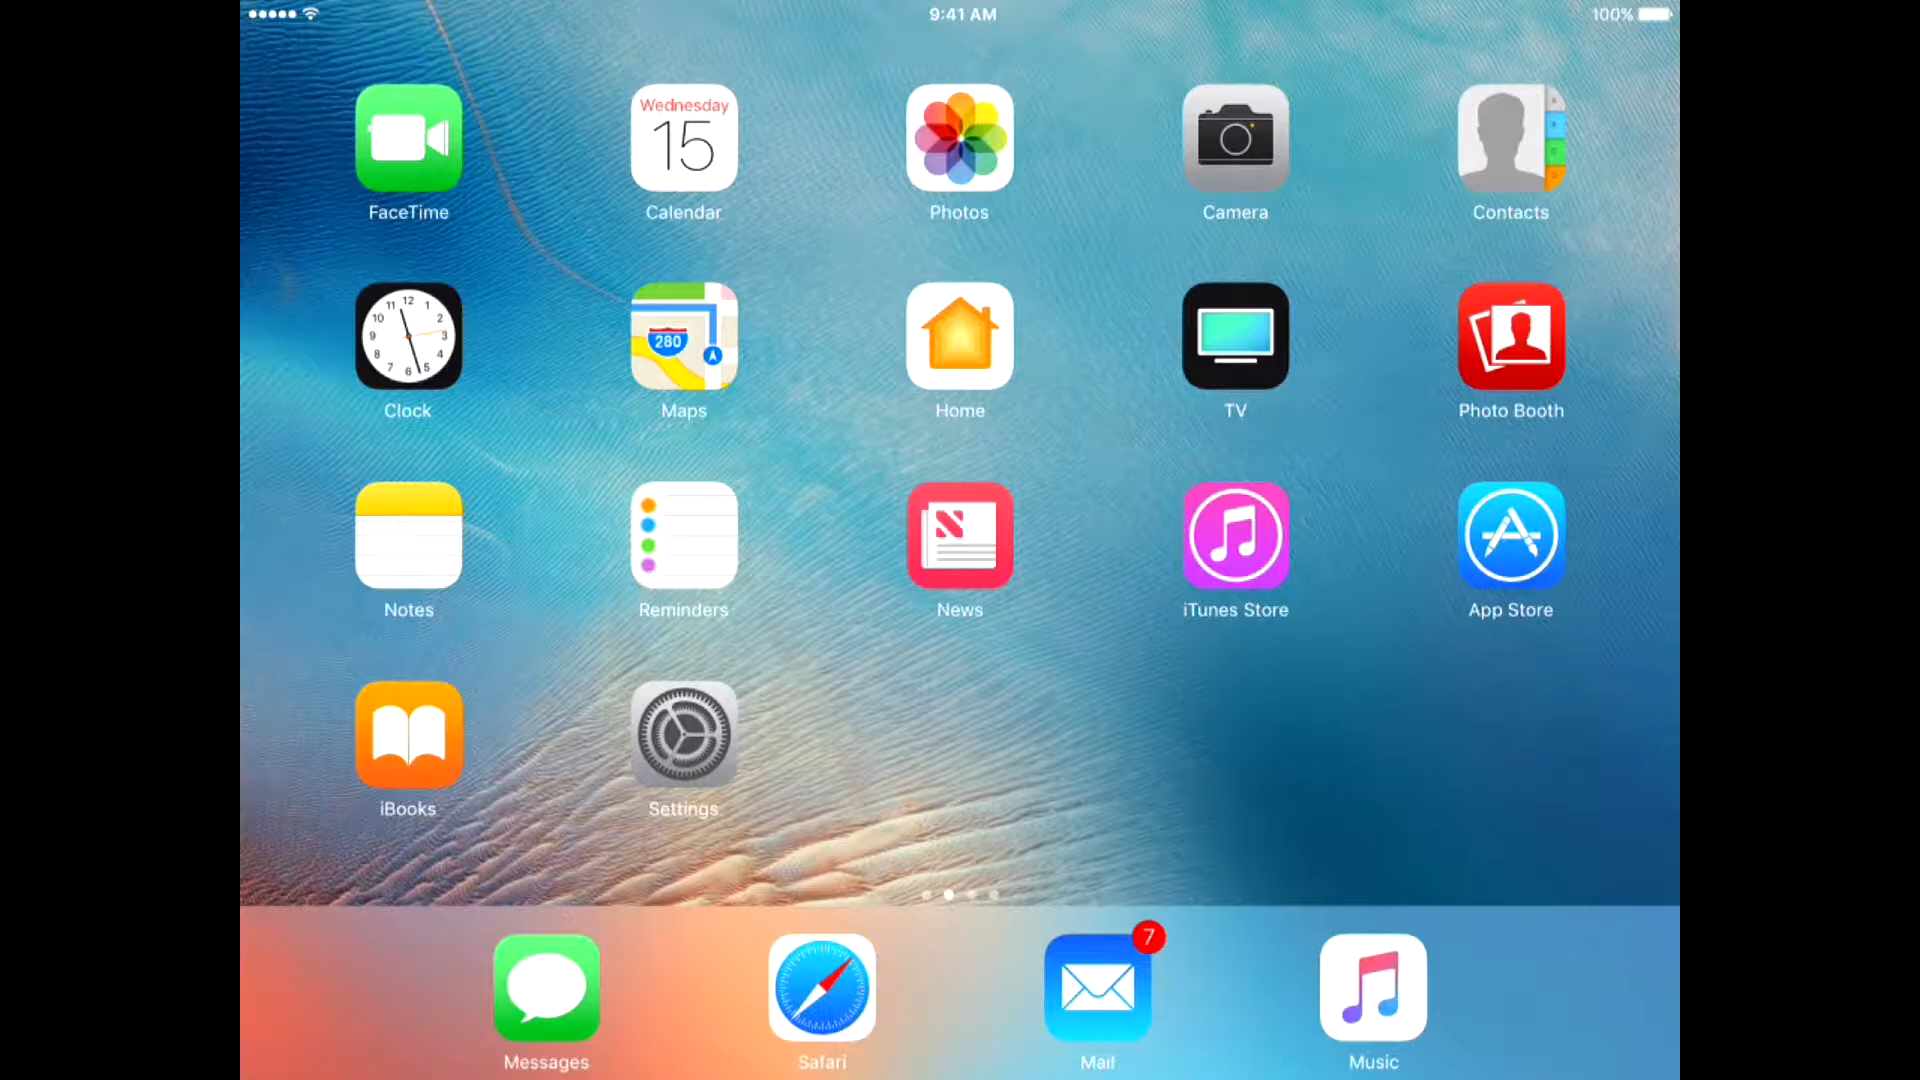 9:41 AM
100%
Wednesday
15
FaceTime
Calendar
Photos
Camera
Contacts
12
11
1
10
2
9
3
8
4
7
6
5
280
Clock
Maps
Home
TV
Photo Booth
Notes
Reminders
News
iTunes Store
App Store
iBooks
Settings
7
Messages
Safari
Mail
Music